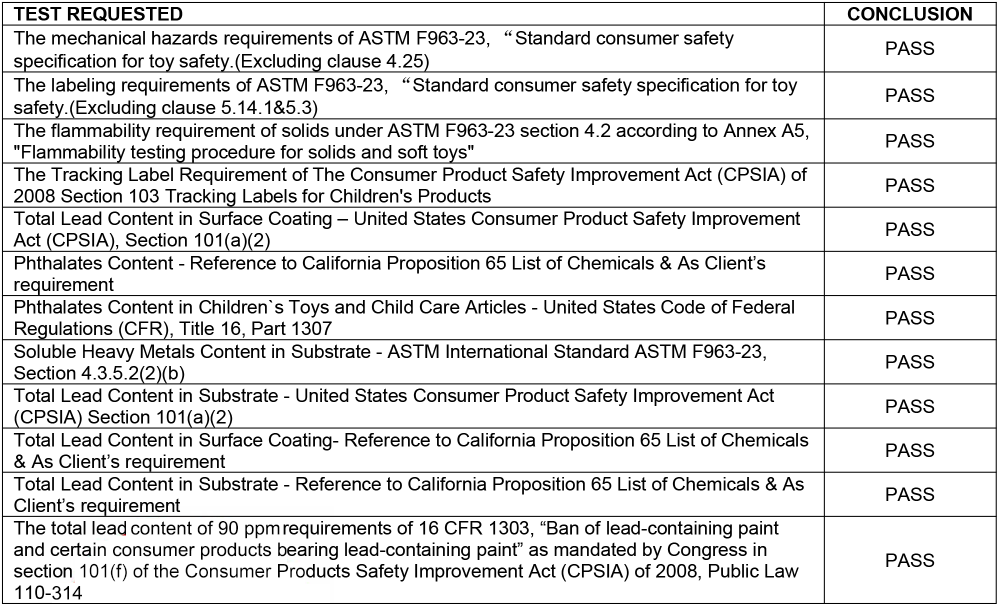 TEST REQUESTED CONCLUSION
The mechanical hazards requirements of ASTM F963-23, “Standard consumer safety
specification for toy safety.(Excluding clause 4.25)
PASS
The labeling requirements of ASTM F963-23, “Standard consumer safety specification for toy
safety.(Excluding clause 5.14.1&5.3)
PASS
The flammability requirement of solids under ASTM F963-23 section 4.2 according to Annex A5,
"Flammability testing procedure for solids and soft toys"
PASS
The Tracking Label Requirement of The Consumer Product Safety Improvement Act (CPSIA) of
2008 Section 103 Tracking Labels for Children's Products
PASS
Total Lead Content in Surface Coating – United States Consumer Product Safety Improvement
Act (CPSIA), Section 101(a)(2)
PASS
Phthalates Content - Reference to California Proposition 65 List of Chemicals & As Client’s
requirement
PASS
Phthalates Content in Children`s Toys and Child Care Articles - United States Code of Federal
Regulations (CFR), Title 16, Part 1307
PASS
Soluble Heavy Metals Content in Substrate - ASTM International Standard ASTM F963-23,
Section 4.3.5.2(2)(b)
PASS
Total Lead Content in Substrate - United States Consumer Product Safety Improvement Act
(CPSIA) Section 101(a)(2)
PASS
Total Lead Content in Surface Coating- Reference to California Proposition 65 List of Chemicals
& As Client’s requirement
PASS
Total Lead Content in Substrate - Reference to California Proposition 65 List of Chemicals & As
Client’s requirement
PASS
The total lead content of 90 ppm requirements of 16 CFR 1303, “Ban of lead-containing paint
and certain consumer products bearing lead-containing paint” as mandated by Congress in
section 101(f) of the Consumer Products Safety Improvement Act (CPSIA) of 2008, Public Law
110-314
PASS